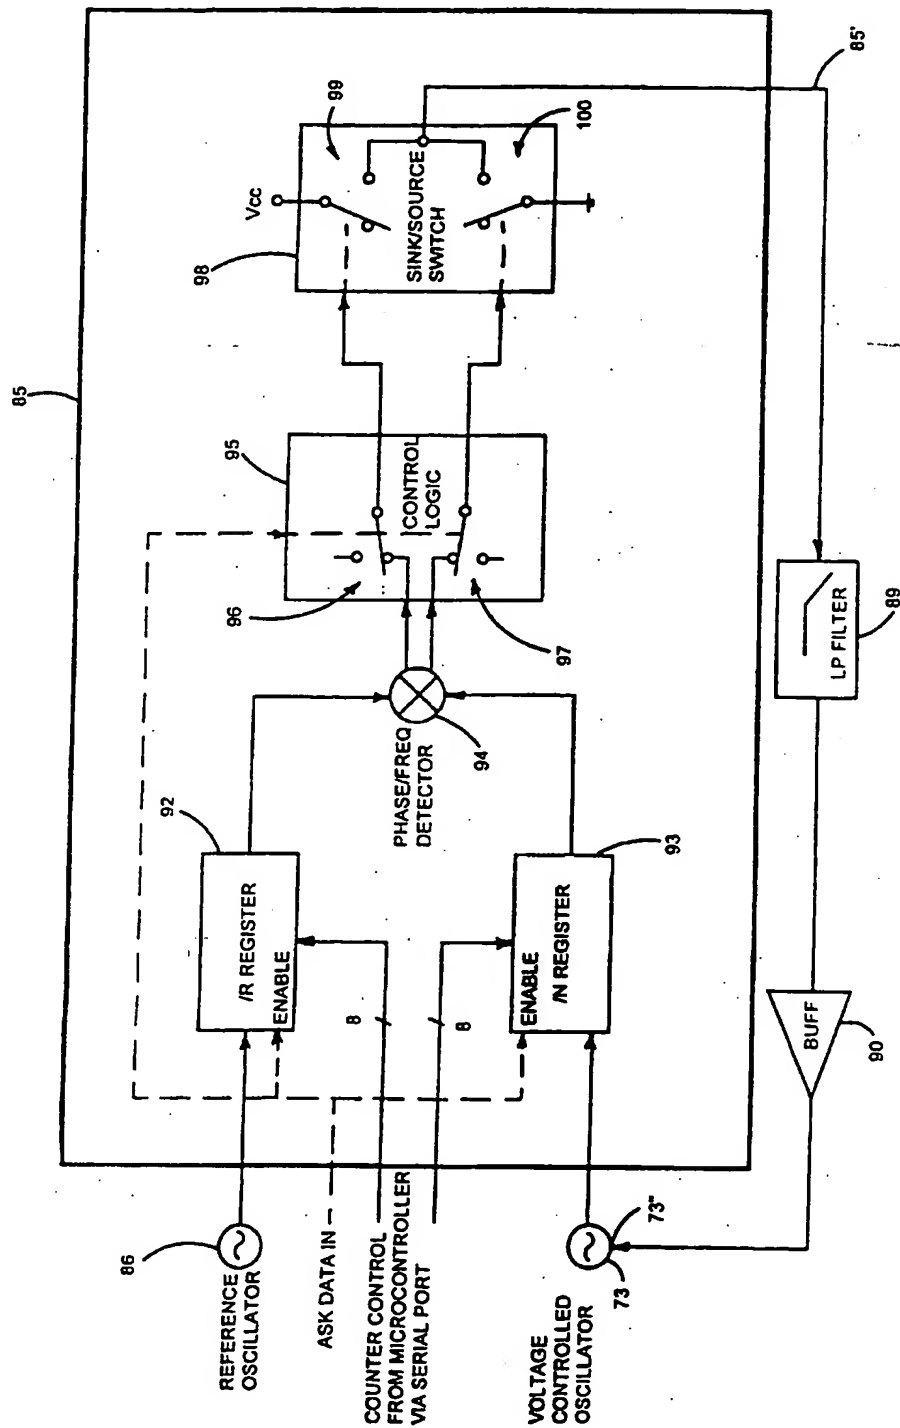 85
85'
Vcc
99
98
SINK/SOURCE
SWITCH
100
95
96
CONTROL
LOGIC
97
PHASE/FREQ
DETECTOR
94
92
/R REGISTER
ENABLE
93
ENABLE
/N REGISTER
8
8
LP FILTER
89
BUFF
90
86
REFERENCE
OSCILLATOR
ASK DATA IN
COUNTER CONTROL
FROM MICROCONTROLLER
VIA SERIAL PORT
VOLTAGE
CONTROLLED
OSCILLATOR
73
73"